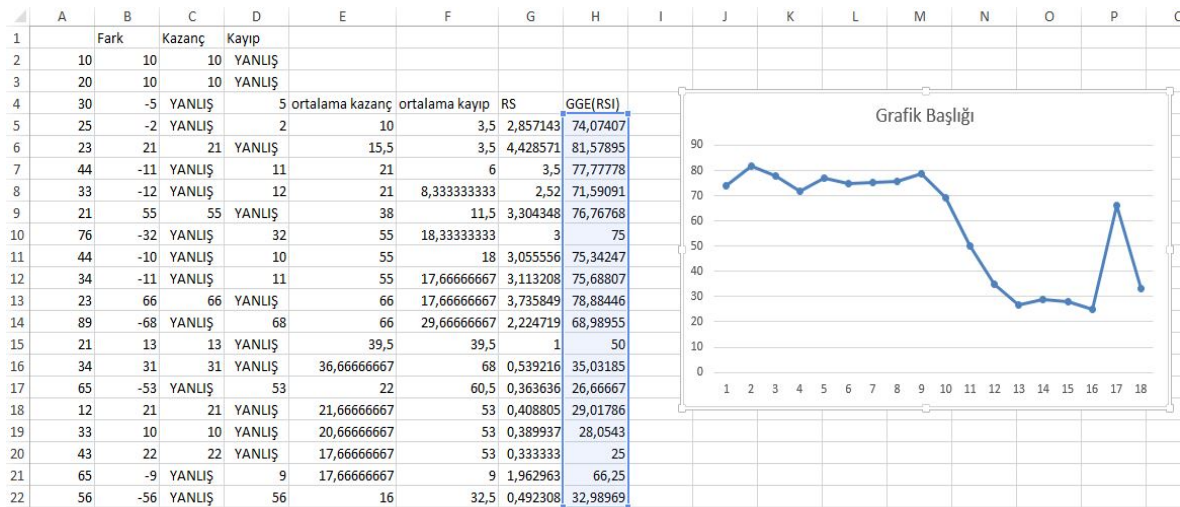 A B C D E F G H I J K L M N O P
1 Fark Kazanç Kayıp
2 10 10 10 YANLIŞ
3 20 10 10 YANLIŞ
4 30 -5 YANLIŞ 5 ortalama kazanç ortalama kayıp RS GGE(RSI)
5 25 -2 YANLIŞ 2 10 3,5 2,857143 74,07407
6 23 21 21 YANLIŞ 15,5 3,5 4,428571 81,57895
7 44 -11 YANLIŞ 11 21 6 3,5 77,77778
8 33 -12 YANLIŞ 12 21 8,333333333 2,52 71,59091
9 21 55 55 YANLIŞ 38 11,5 3,304348 76,76768
10 76 -32 YANLIŞ 32 55 18,33333333 3 75
11 44 -10 YANLIŞ 10 55 18 3,055556 75,34247
12 34 -11 YANLIŞ 11 55 17,66666667 3,113208 75,68807
13 23 66 66 YANLIŞ 66 17,66666667 3,735849 78,88446
14 89 -68 YANLIŞ 68 66 29,66666667 2,224719 68,98955
15 21 13 13 YANLIŞ 39,5 39,5 1 50
16 34 31 31 YANLIŞ 36,66666667 68 0,539216 35,03185
17 65 -53 YANLIŞ 53 22 60,5 0,363636 26,66667
18 12 21 21 YANLIŞ 21,66666667 53 0,408805 29,01786
19 33 10 10 YANLIŞ 20,66666667 53 0,389937 28,0543
20 43 22 22 YANLIŞ 17,66666667 53 0,333333 25
21 65 -9 YANLIŞ 9 17,66666667 9 1,962963 66,25
22 56 -56 YANLIŞ 56 16 32,5 0,492308 32,98969
Grafik Başlığı
90
80
70
60
50
40
30
20
10
0
1 2 3 4 5 6 7 8 9 10 11 12 13 14 15 16 17 18